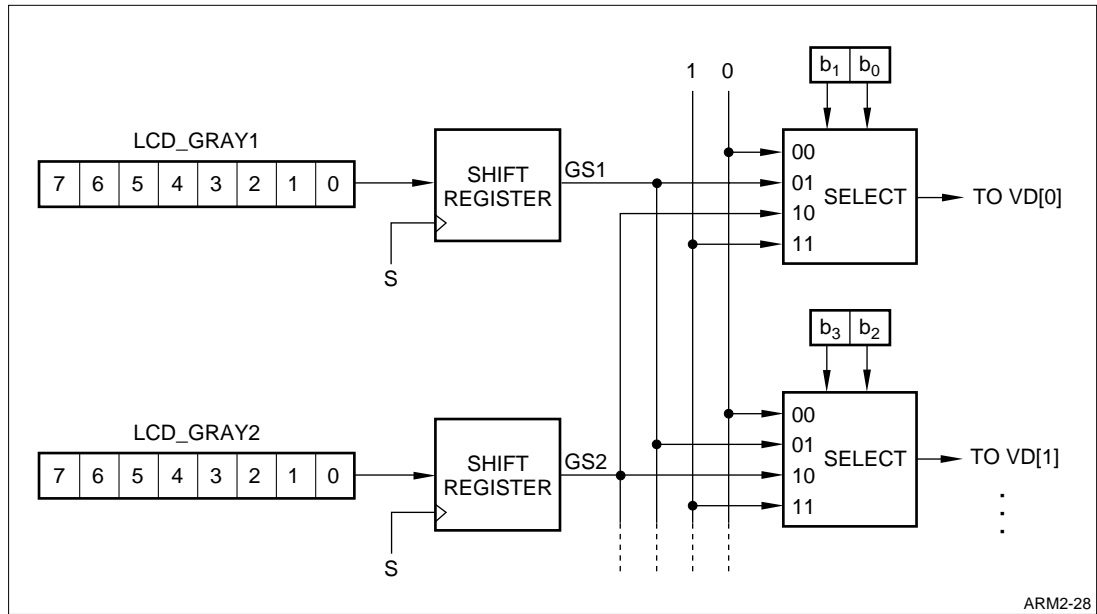 1 0
b1 b0
LCD_GRAY1
7 6 5 4 3 2 1 0
SHIFT
REGISTER
GS1
S
00
01
10
11
SELECT
TO VD[0]
b3 b2
LCD_GRAY2
7 6 5 4 3 2 1 0
SHIFT
REGISTER
GS2
S
00
01
10
11
SELECT
TO VD[1]
ARM2-28